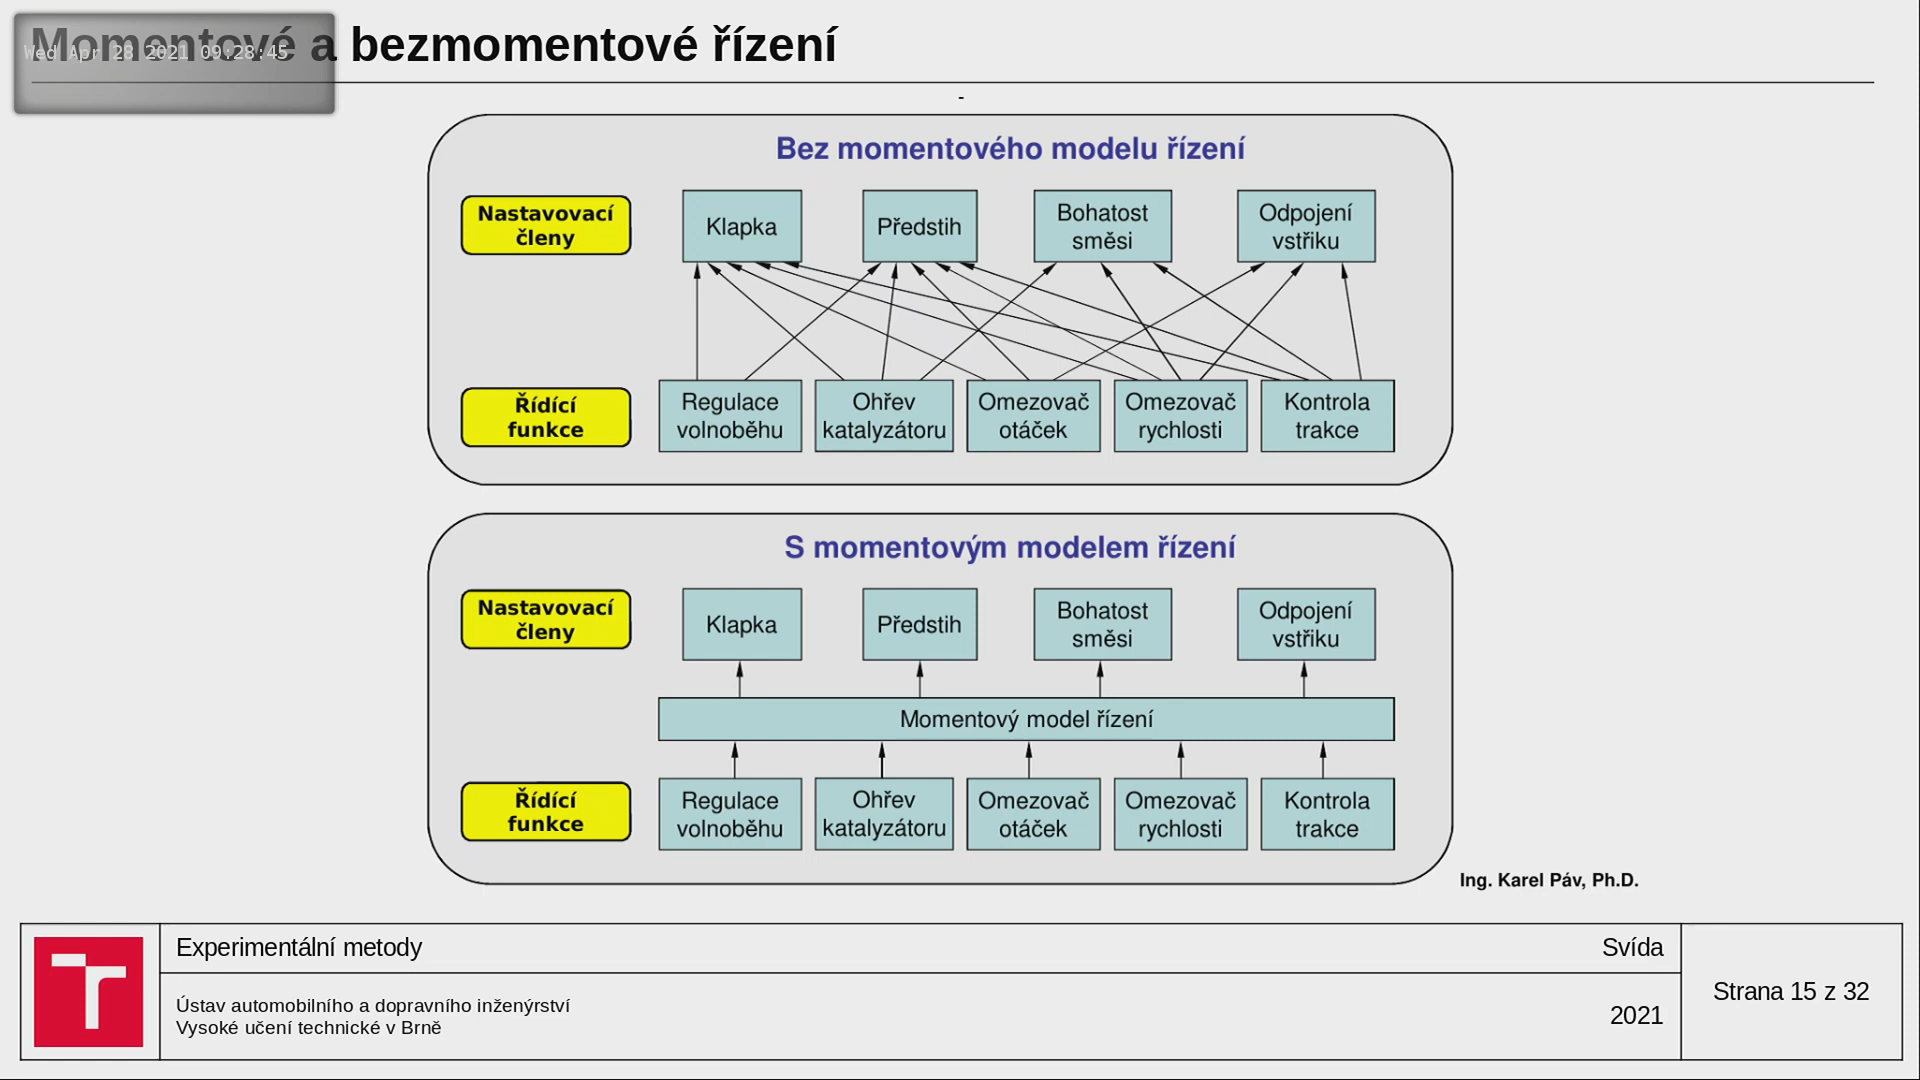 Momentové a bezmomentové řízení
Wed Apr 28 2021 09:28:45
-
Bez momentového modelu řízení
Nastavovací
členy
Klapka
Předstih
Bohatost
směsi
Odpojení
vstřiku
Řídící
funkce
Regulace
volnoběhu
Ohřev
katalyzátoru
Omezovač
otáček
Omezovač
rychlosti
Kontrola
trakce
S momentovým modelem řízení
Nastavovací
členy
Klapka
Předstih
Bohatost
směsi
Odpojení
vstřiku
Momentový model řízení
Řídící
funkce
Regulace
volnoběhu
Ohřev
katalyzátoru
Omezovač
otáček
Omezovač
rychlosti
Kontrola
trakce
Ing. Karel Páv, Ph.D.
Experimentální metody
Svída
Ústav automobilního a dopravního inženýrství
Vysoké učení technické v Brně
2021
Strana 15 z 32